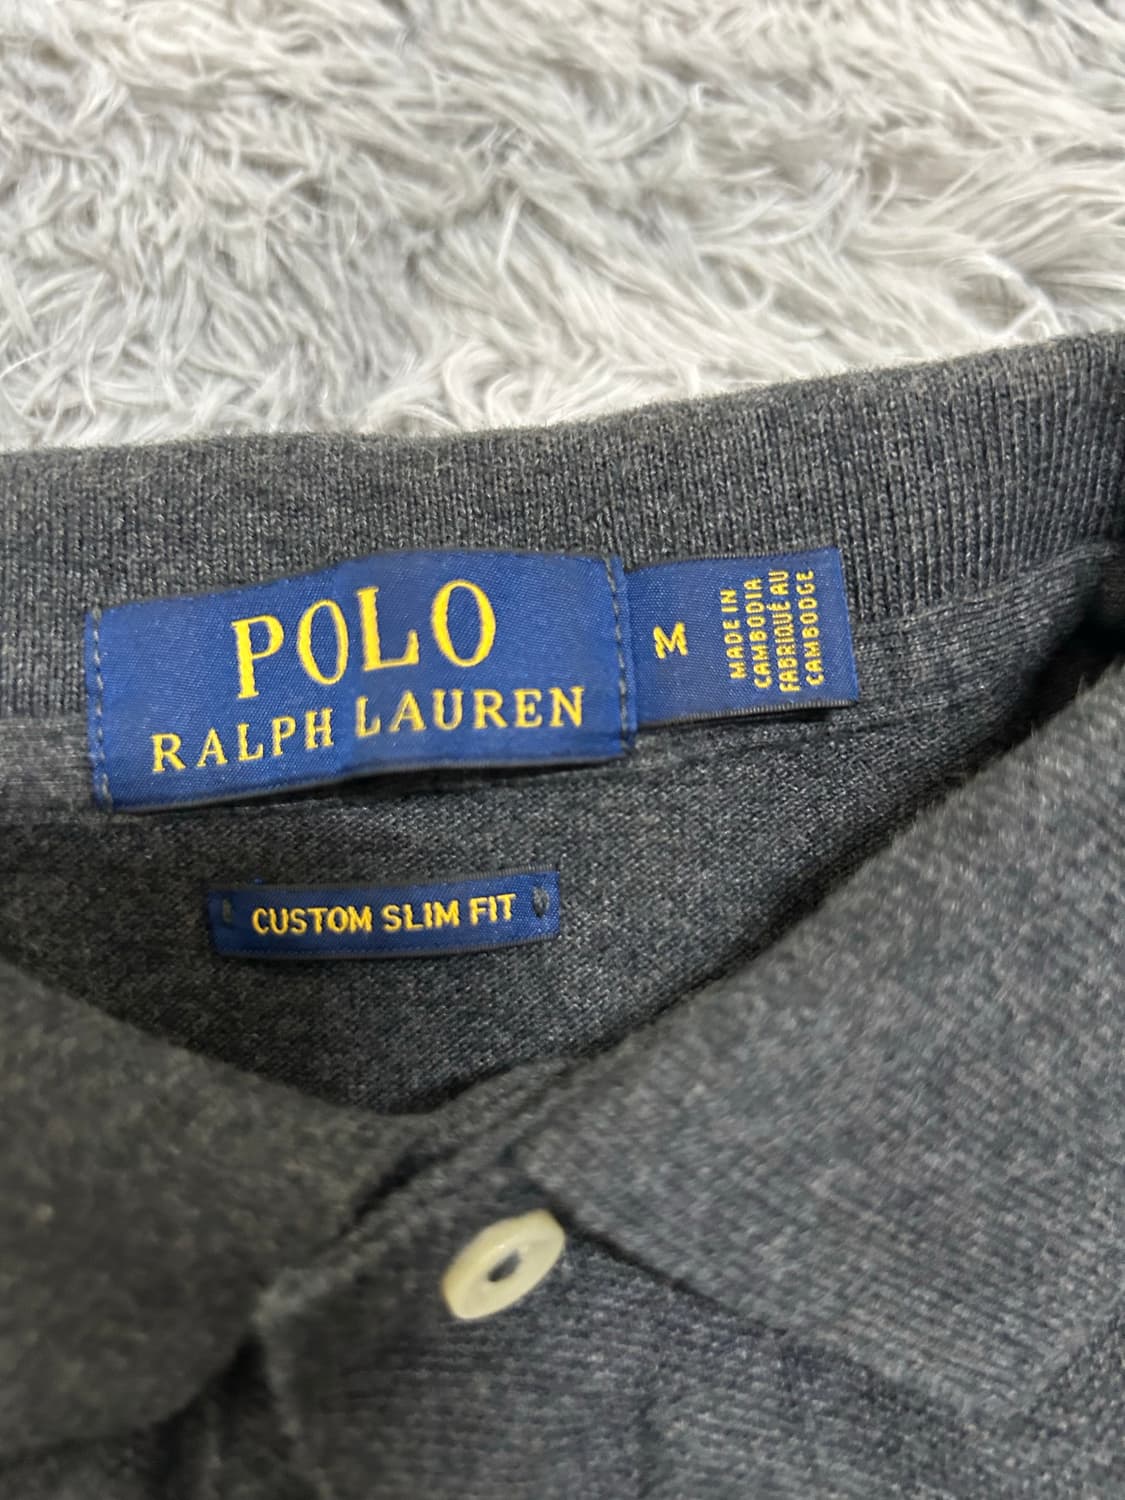 POLO
RALPH LAUREN
M
MADE IN
CAMBODIA
FABRIQUÉ AU
CAMBODGE
CUSTOM SLIM FIT